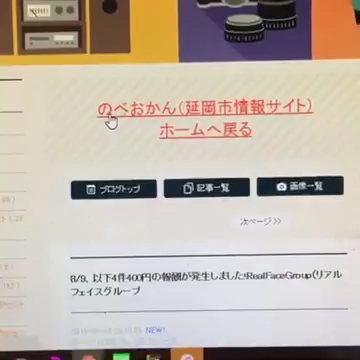 のべおかん(延岡市情報サイト)
ホームへ戻る
ブログトップ
記事一覧
画像一覧
次ページ>>
8/9、以下4件400円の報酬が発生しました!RealFaceGroup(リアル
フェイスグループ
NEW!